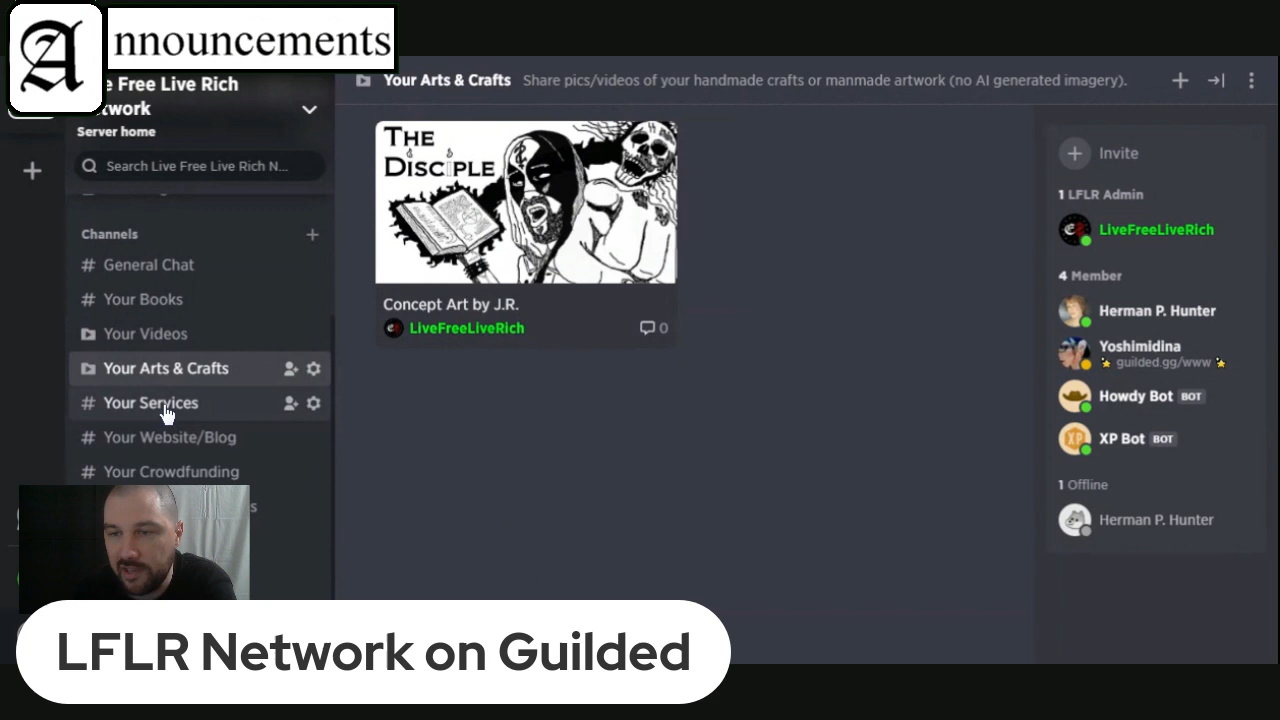 Announcements
e Free Live Rich
twork
Server home
Search Live Free Live Rich N...
Channels
General Chat
Your Books
Your Videos
Your Arts & Crafts
Your Services
Your Website/Blog
Your Crowdfunding
s
Your Arts & Crafts Share pics/videos of your handmade crafts or manmade artwork (no AI generated imagery).
THE
DISCIPLE
Concept Art by J.R.
LiveFreeLiveRich 0
Invite
1 LFLR Admin
LiveFreeLiveRich
4 Member
Herman P. Hunter
Yoshimidina
guilded.gg/www
Howdy Bot BOT
XP XP Bot BOT
1 Offline
Herman P. Hunter
LFLR Network on Guilded